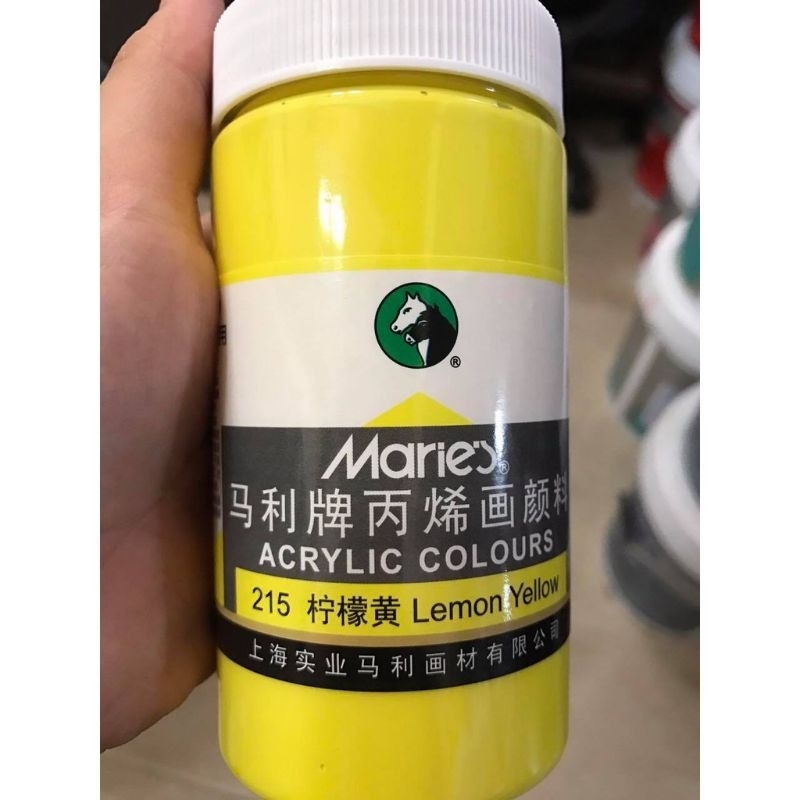 用
®
Marie's®
马利牌丙烯画颜料
ACRYLIC COLOURS
215 柠檬黄 Lemon Yellow
上海实业马利画材有限公司